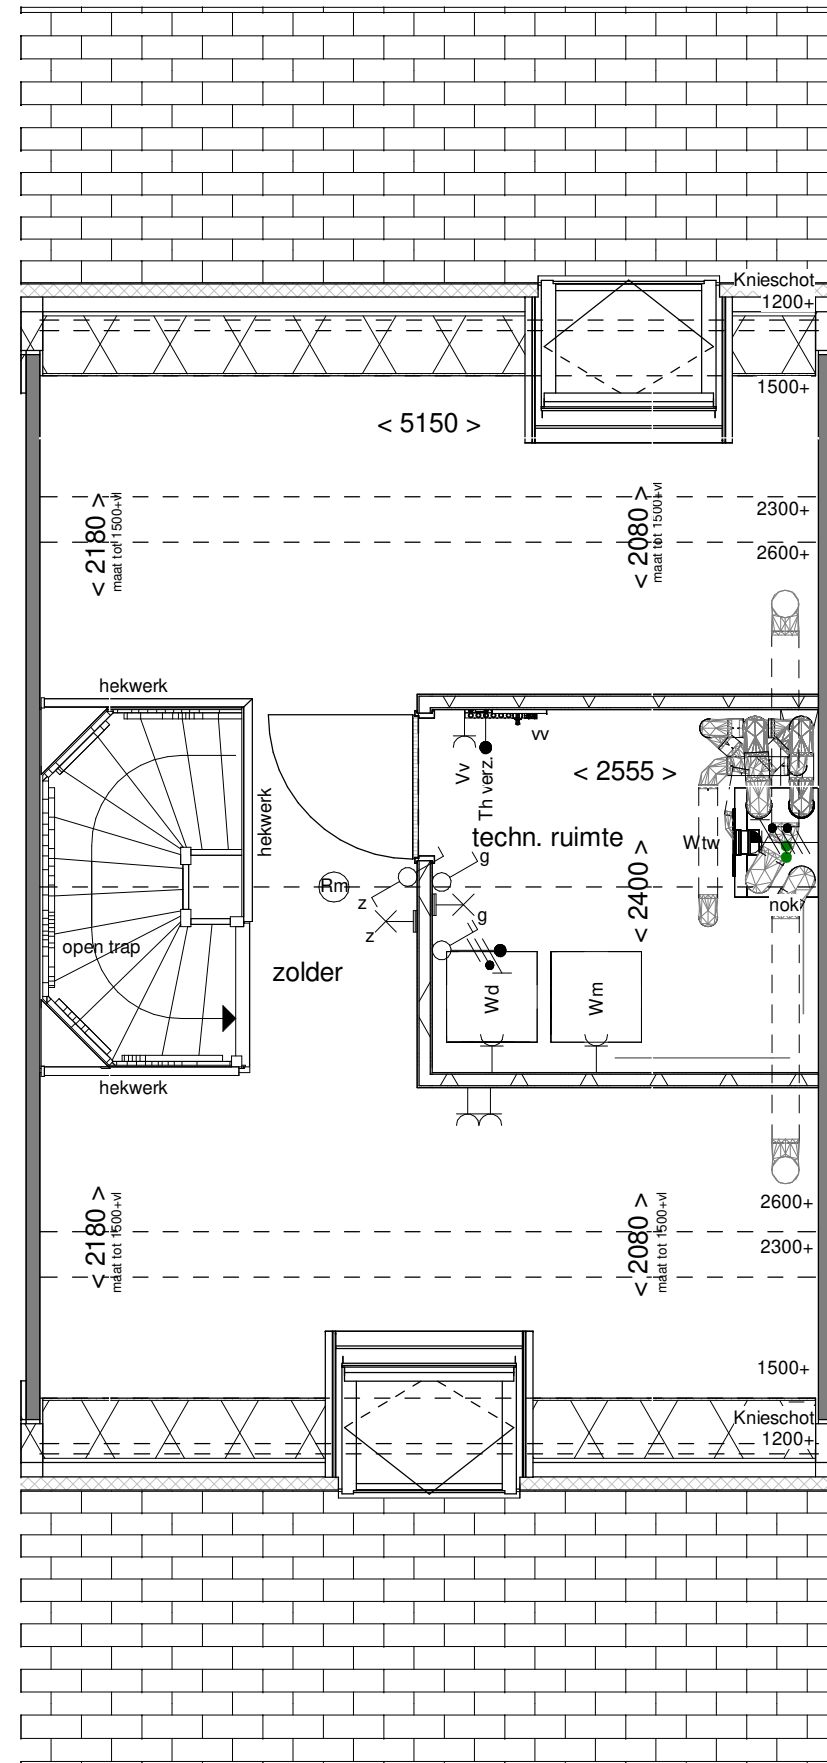 Knieschot
1200+
1500+
< 5150 >
< 2180 >
maat tot 1500+vl
< 2080 >
maat tot 1500+vl
2300+
2600+
hekwerk
hekwerk
open trap
hekwerk
zolder
Rm
z
z
g
g
Vv
Th verz.
vv
< 2555 >
techn. ruimte
< 2400 >
Wtw
nok
Wd
Wm
2600+
< 2180 >
maat tot 1500+vl
< 2080 >
maat tot 1500+vl
2300+
1500+
Knieschot
1200+